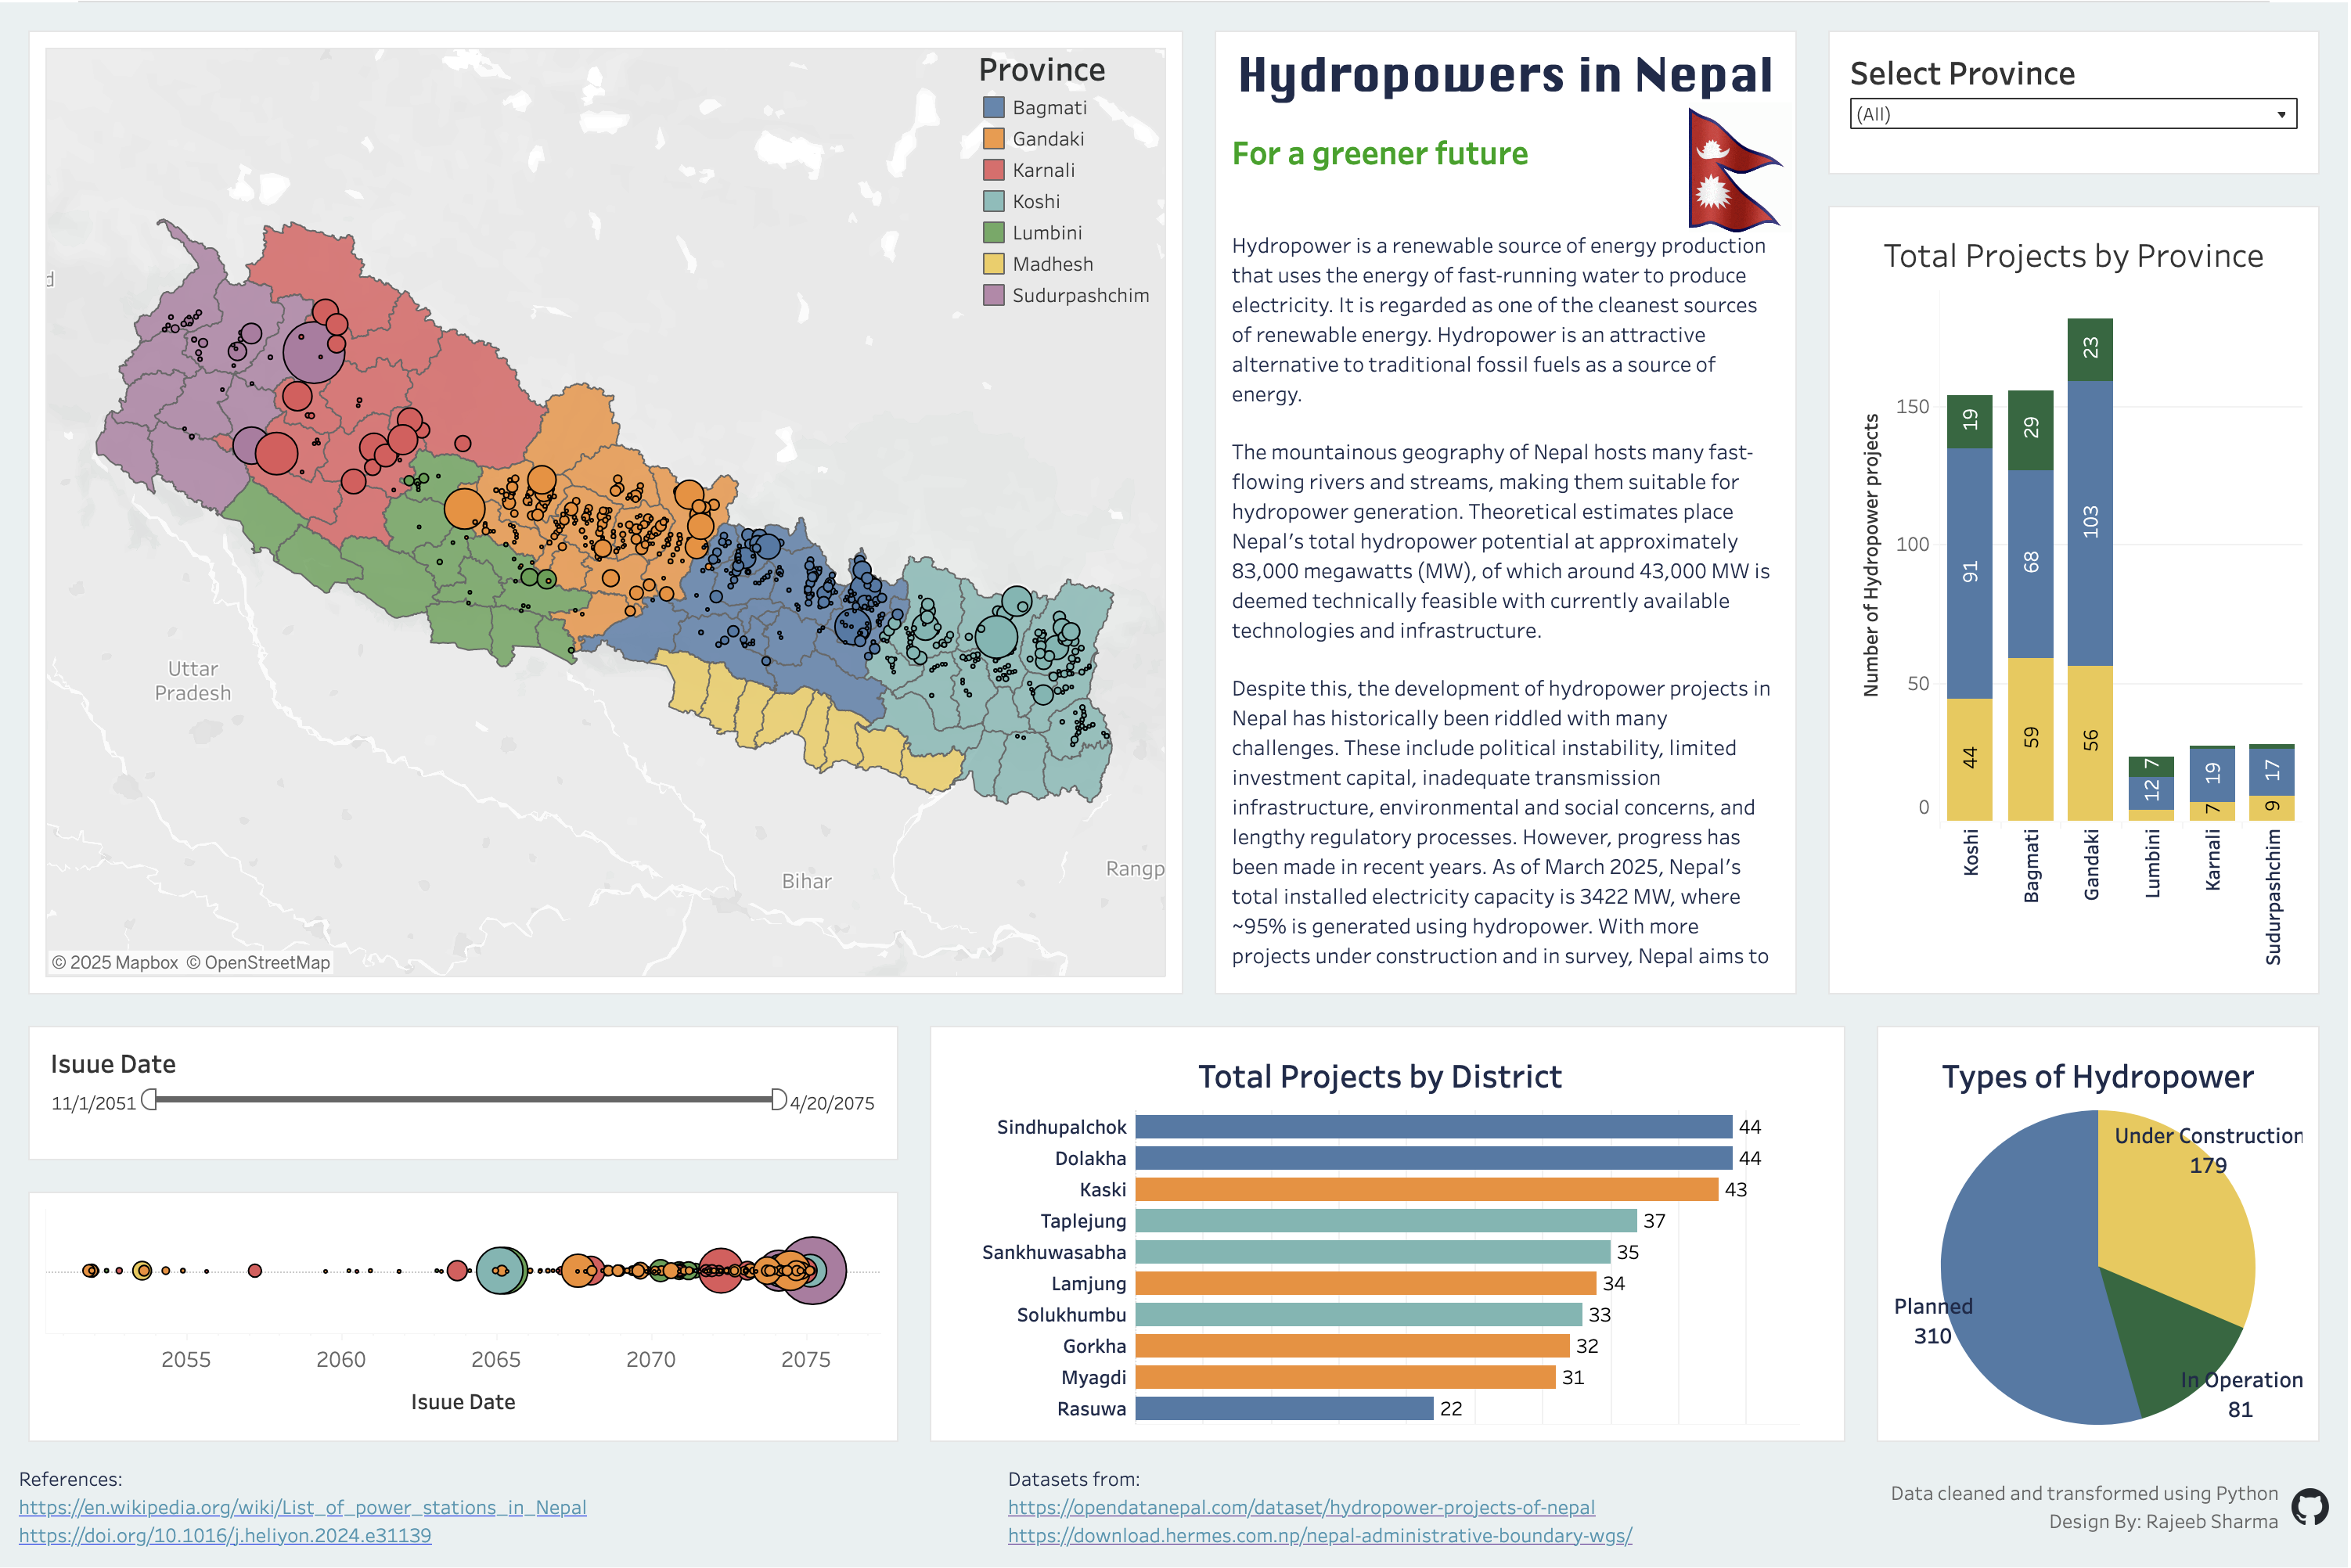 Province
Bagmati
Gandaki
Karnali
Koshi
Lumbini
Madhesh
Sudurpashchim
d
Uttar
Pradesh
Bihar
Rangp
© 2025 Mapbox © OpenStreetMap
Hydropowers in Nepal
For a greener future
Hydropower is a renewable source of energy production
that uses the energy of fast-running water to produce
electricity. It is regarded as one of the cleanest sources
of renewable energy. Hydropower is an attractive
alternative to traditional fossil fuels as a source of
energy.
The mountainous geography of Nepal hosts many fast-
flowing rivers and streams, making them suitable for
hydropower generation. Theoretical estimates place
Nepal’s total hydropower potential at approximately
83,000 megawatts (MW), of which around 43,000 MW is
deemed technically feasible with currently available
technologies and infrastructure.
Despite this, the development of hydropower projects in
Nepal has historically been riddled with many
challenges. These include political instability, limited
investment capital, inadequate transmission
infrastructure, environmental and social concerns, and
lengthy regulatory processes. However, progress has
been made in recent years. As of March 2025, Nepal’s
total installed electricity capacity is 3422 MW, where
~95% is generated using hydropower. With more
projects under construction and in survey, Nepal aims to
Select Province
(All)
Total Projects by Province
Number of Hydropower projects
150
100
50
0
19
91
44
29
68
59
23
103
56
7
12
19
7
17
9
Koshi
Bagmati
Gandaki
Lumbini
Karnali
Sudurpashchim
Isuue Date
11/1/2051
4/20/2075
2055
2060
2065
2070
2075
Isuue Date
Total Projects by District
Sindhupalchok 44
Dolakha 44
Kaski 43
Taplejung 37
Sankhuwasabha 35
Lamjung 34
Solukhumbu 33
Gorkha 32
Myagdi 31
Rasuwa 22
Types of Hydropower
Under Construction
179
Planned
310
In Operation
81
References:
https://en.wikipedia.org/wiki/List_of_power_stations_in_Nepal
https://doi.org/10.1016/j.heliyon.2024.e31139
Datasets from:
https://opendatanepal.com/dataset/hydropower-projects-of-nepal
https://download.hermes.com.np/nepal-administrative-boundary-wgs/
Data cleaned and transformed using Python
Design By: Rajeeb Sharma